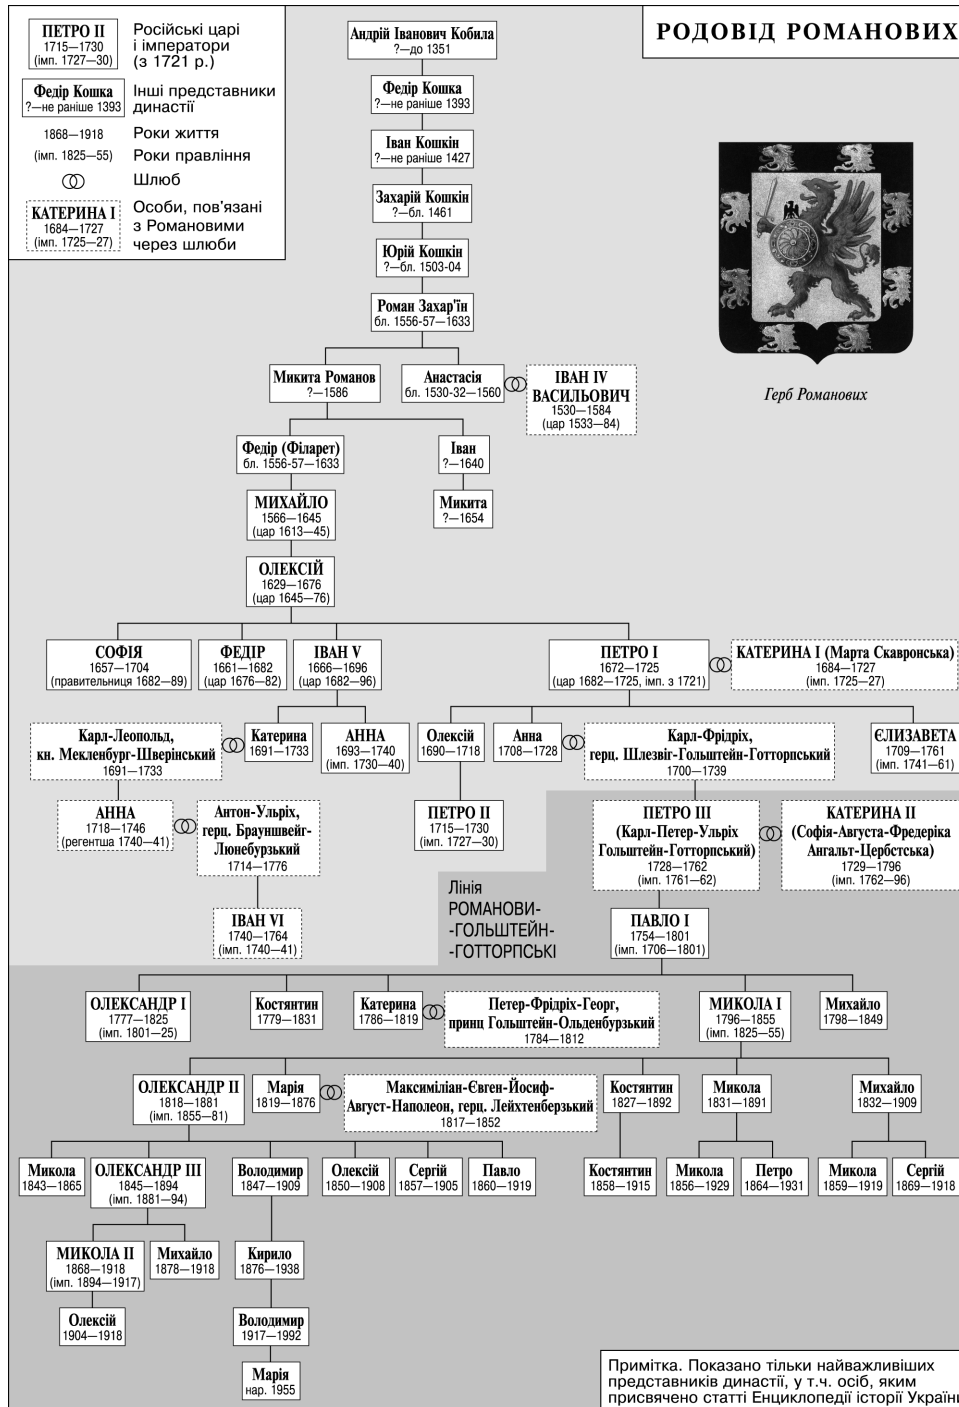 РОДОВІД РОМАНОВИХ
ПЕТРО II
1715—1730
(імп. 1727—30)
Російські царі
і імператори
(з 1721 р.)
Федір Кошка
?—не раніше 1393
Інші представники
династії
1868—1918
Роки життя
(імп. 1825—55)
Роки правління
Шлюб
КАТЕРИНА I
1684—1727
(імп. 1725—27)
Особи, пов'язані
з Романовими
через шлюби
Андрій Іванович Кобила
?—до 1351
Федір Кошка
?—не раніше 1393
Іван Кошкін
?—не раніше 1427
Захарій Кошкін
?—бл. 1461
Юрій Кошкін
?—бл. 1503-04
Роман Захар'їн
бл. 1556-57—1633
Герб Романових
Микита Романов
?—1586
Анастасія
бл. 1530-32—1560
ІВАН IV
ВАСИЛЬОВИЧ
1530—1584
(цар 1533—84)
Федір (Філарет)
бл. 1556-57—1633
Іван
?—1640
МИХАЙЛО
1566—1645
(цар 1613—45)
Микита
?—1654
ОЛЕКСІЙ
1629—1676
(цар 1645—76)
СОФІЯ
1657—1704
(правителиця 1682—89)
ФЕДІР
1661—1682
(цар 1676—82)
ІВАН V
1666—1696
(цар 1682—96)
ПЕТРО I
1672—1725
(цар 1682—1725, імп. з 1721)
КАТЕРИНА I (Марта Скавронська)
1684—1727
(імп. 1725—27)
Карл-Леопольд,
кн. Мекленбург-Шверінський
1691—1733
Катерина
1691—1733
АННА
1693—1740
(імп. 1730—40)
Олексій
1690—1718
Анна
1708—1728
Карл-Фрідріх,
герц. Шлезвіг-Гольштейн-Готторпський
1700—1739
ЄЛИЗАВЕТА
1709—1761
(імп. 1741—61)
АННА
1718—1746
(регентша 1740—41)
Антон-Ульріх,
герц. Брауншвейг-
Люнебурзький
1714—1776
ПЕТРО II
1715—1730
(імп. 1727—30)
ПЕТРО III
(Карл-Петер-Ульріх
Гольштейн-Готторпський)
1728—1762
(імп. 1761—62)
КАТЕРИНА II
(Софія-Августа-Фредеріка
Ангальт-Цербстська)
1729—1796
(імп. 1762—96)
ІВАН VI
1740—1764
(імп. 1740—41)
Лінія
РОМАНОВИ-
-ГОЛЬШТЕЙН-
-ГОТТОРПСЬКІ
ПАВЛО I
1754—1801
(імп. 1706—1801)
ОЛЕКСАНДР I
1777—1825
(імп. 1801—25)
Костянтин
1779—1831
Катерина
1786—1819
Петер-Фрідріх-Георг,
принц Гольштейн-Ольденбурзький
1784—1812
МИКОЛА I
1796—1855
(імп. 1825—55)
Михайло
1798—1849
ОЛЕКСАНДР II
1818—1881
(імп. 1855—81)
Марія
1819—1876
Максиміліан-Євген-Йосиф-
Август-Наполеон, герц. Лейхтенберзький
1817—1852
Костянтин
1827—1892
Микола
1831—1891
Михайло
1832—1909
Микола
1843—1865
ОЛЕКСАНДР III
1845—1894
(імп. 1881—94)
Володимир
1847—1909
Олексій
1850—1908
Сергій
1857—1905
Павло
1860—1919
Костянтин
1858—1915
Микола
1856—1929
Петро
1864—1931
Микола
1859—1919
Сергій
1869—1918
МИКОЛА II
1868—1918
(імп. 1894—1917)
Михайло
1878—1918
Кирило
1876—1938
Олексій
1904—1918
Володимир
1917—1992
Марія
нар. 1955
Примітка. Показано тільки найважливіших
представників династії, у т.ч. осіб, яким
присвячено статті Енциклопедії історії України